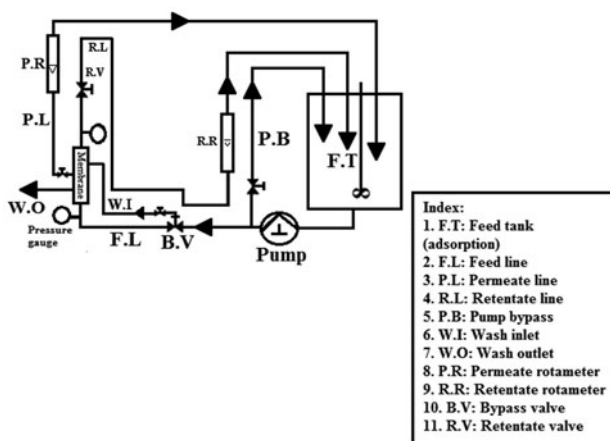 R.L
P.R
R.V
P.L
R.R
P.B
F.T
Membrane
W.O
W.I
Pressure
gauge
F.L
B.V
Pump
Index:
1. F.T: Feed tank
(adsorption)
2. F.L: Feed line
3. P.L: Permeate line
4. R.L: Retentate line
5. P.B: Pump bypass
6. W.I: Wash inlet
7. W.O: Wash outlet
8. P.R: Permeate rotameter
9. R.R: Retentate rotameter
10. B.V: Bypass valve
11. R.V: Retentate valve